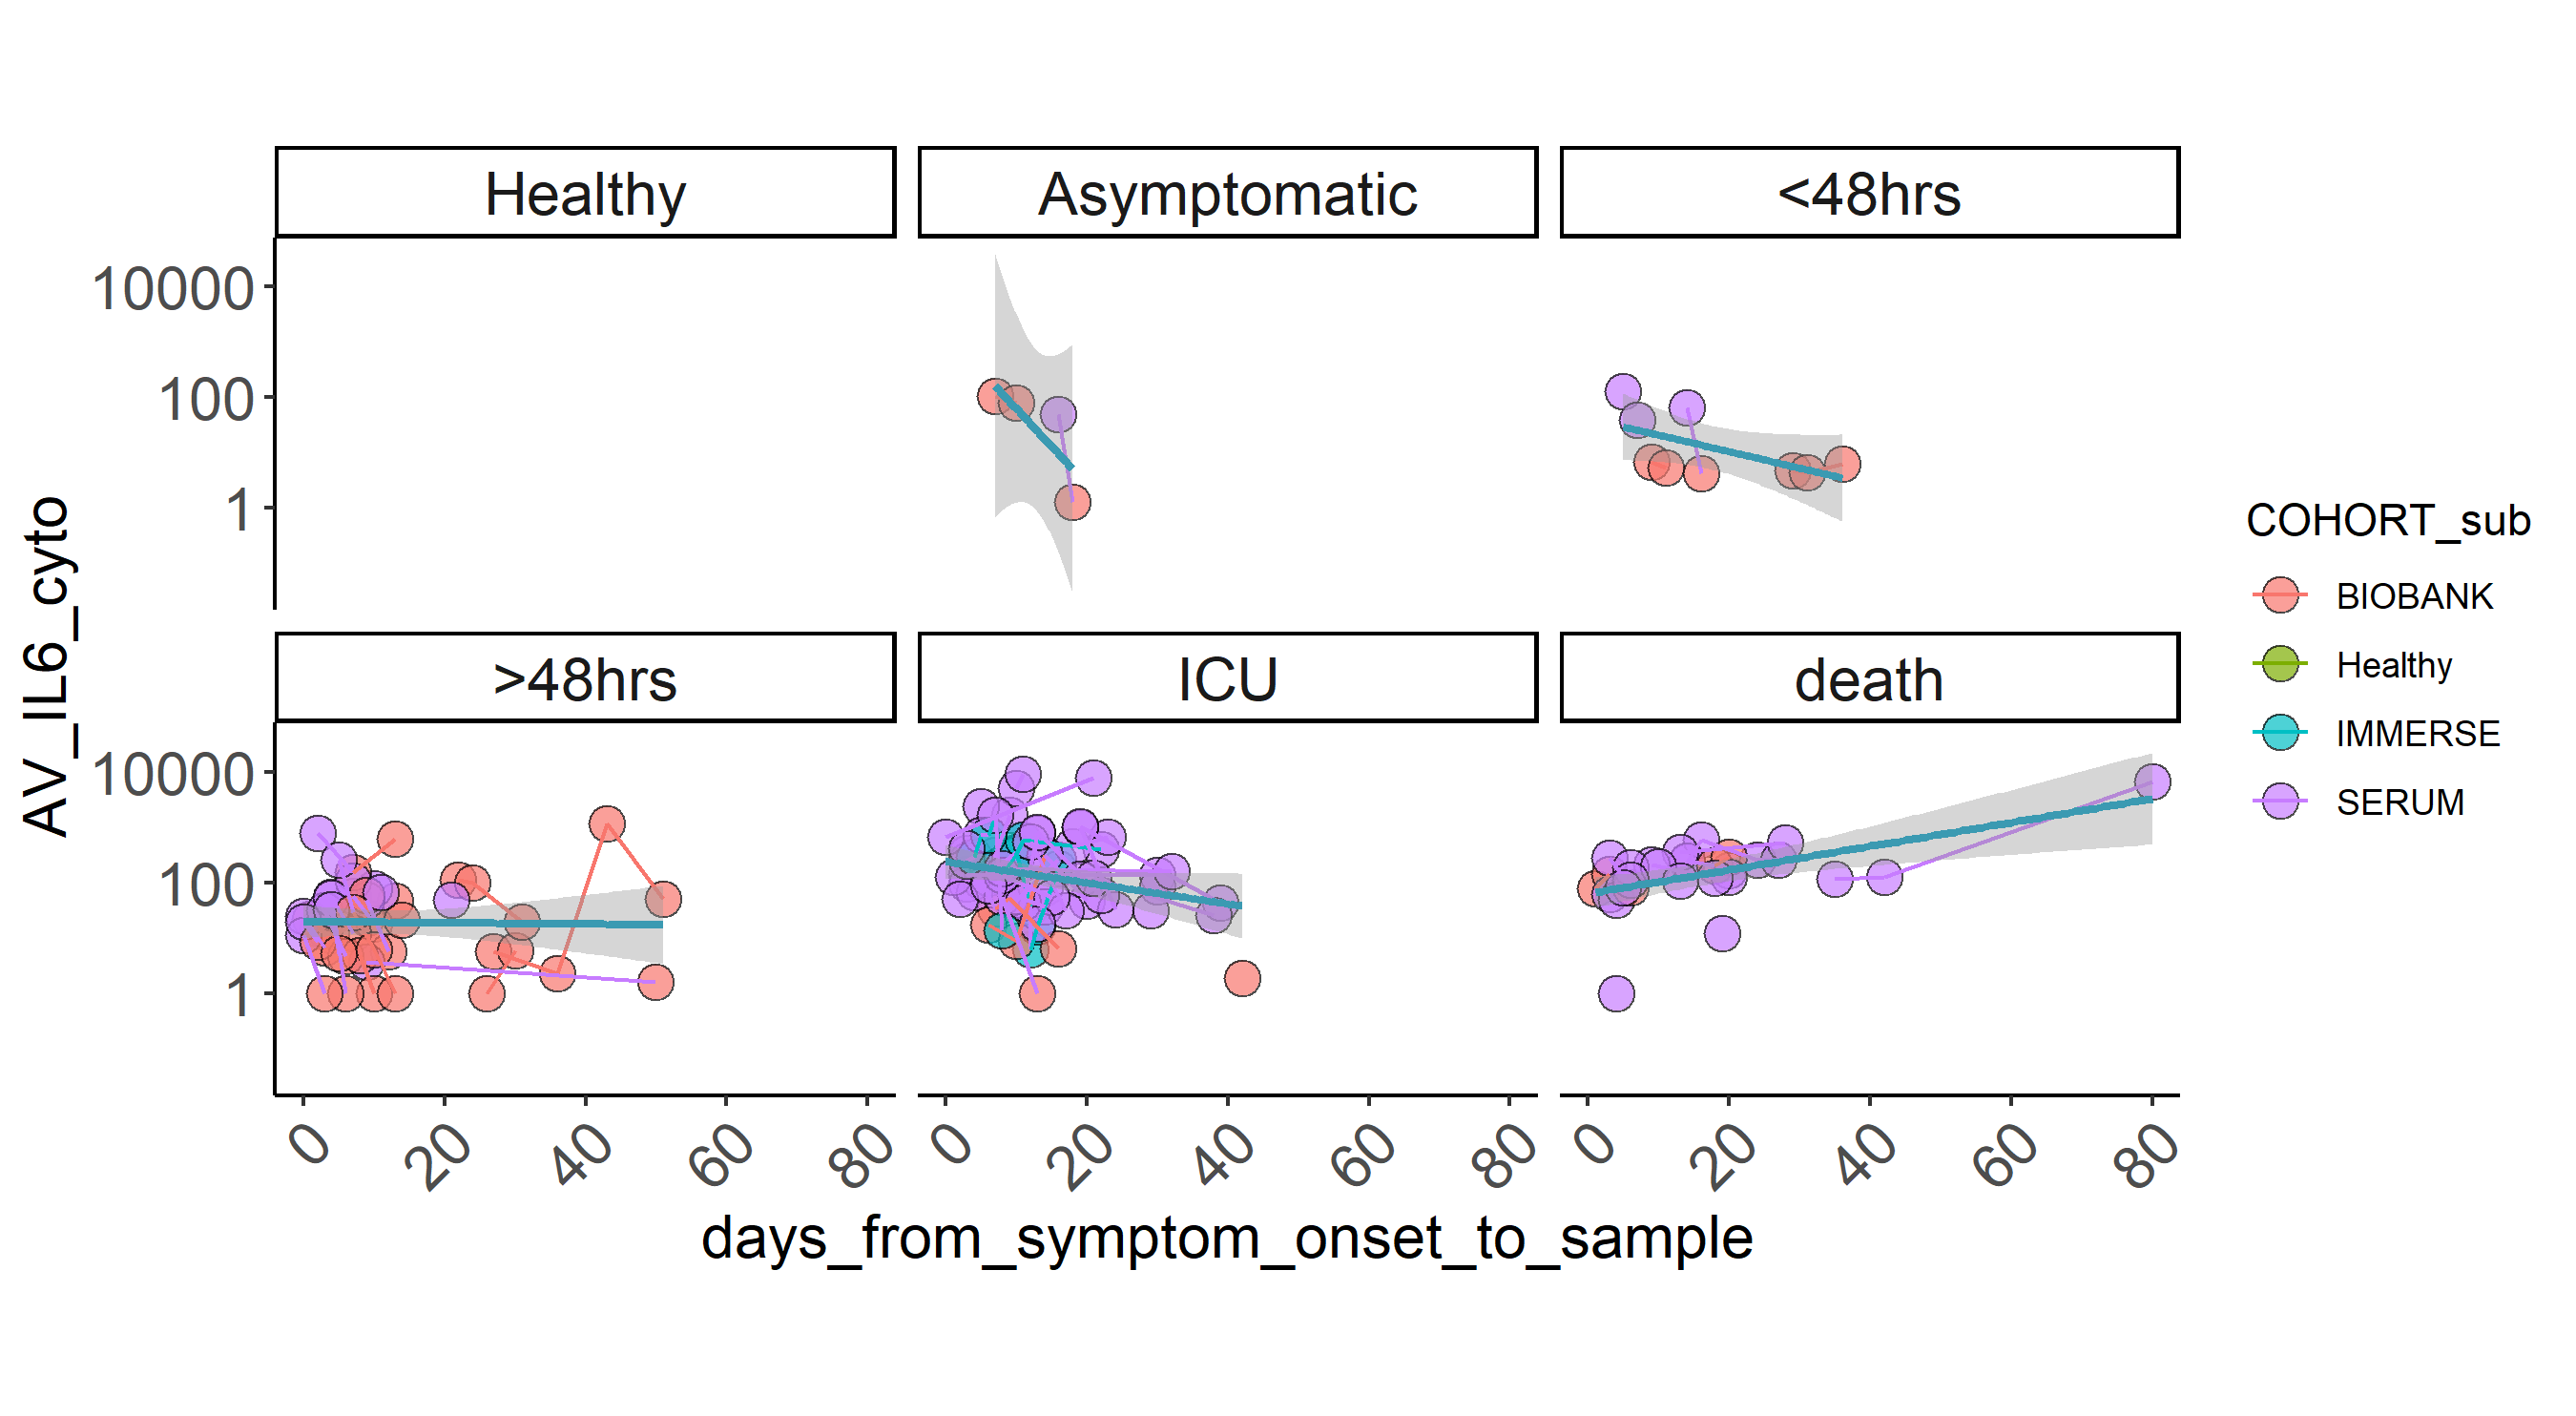 Healthy
Asymptomatic
<48hrs
10000
100
1
>48hrs
ICU
death
10000
100
1
0 20 40 60 80
0 20 40 60 80
0 20 40 60 80
days_from_symptom_onset_to_sample
AV_IL6_cyto
COHORT_sub
BIOBANK
Healthy
IMMERSE
SERUM